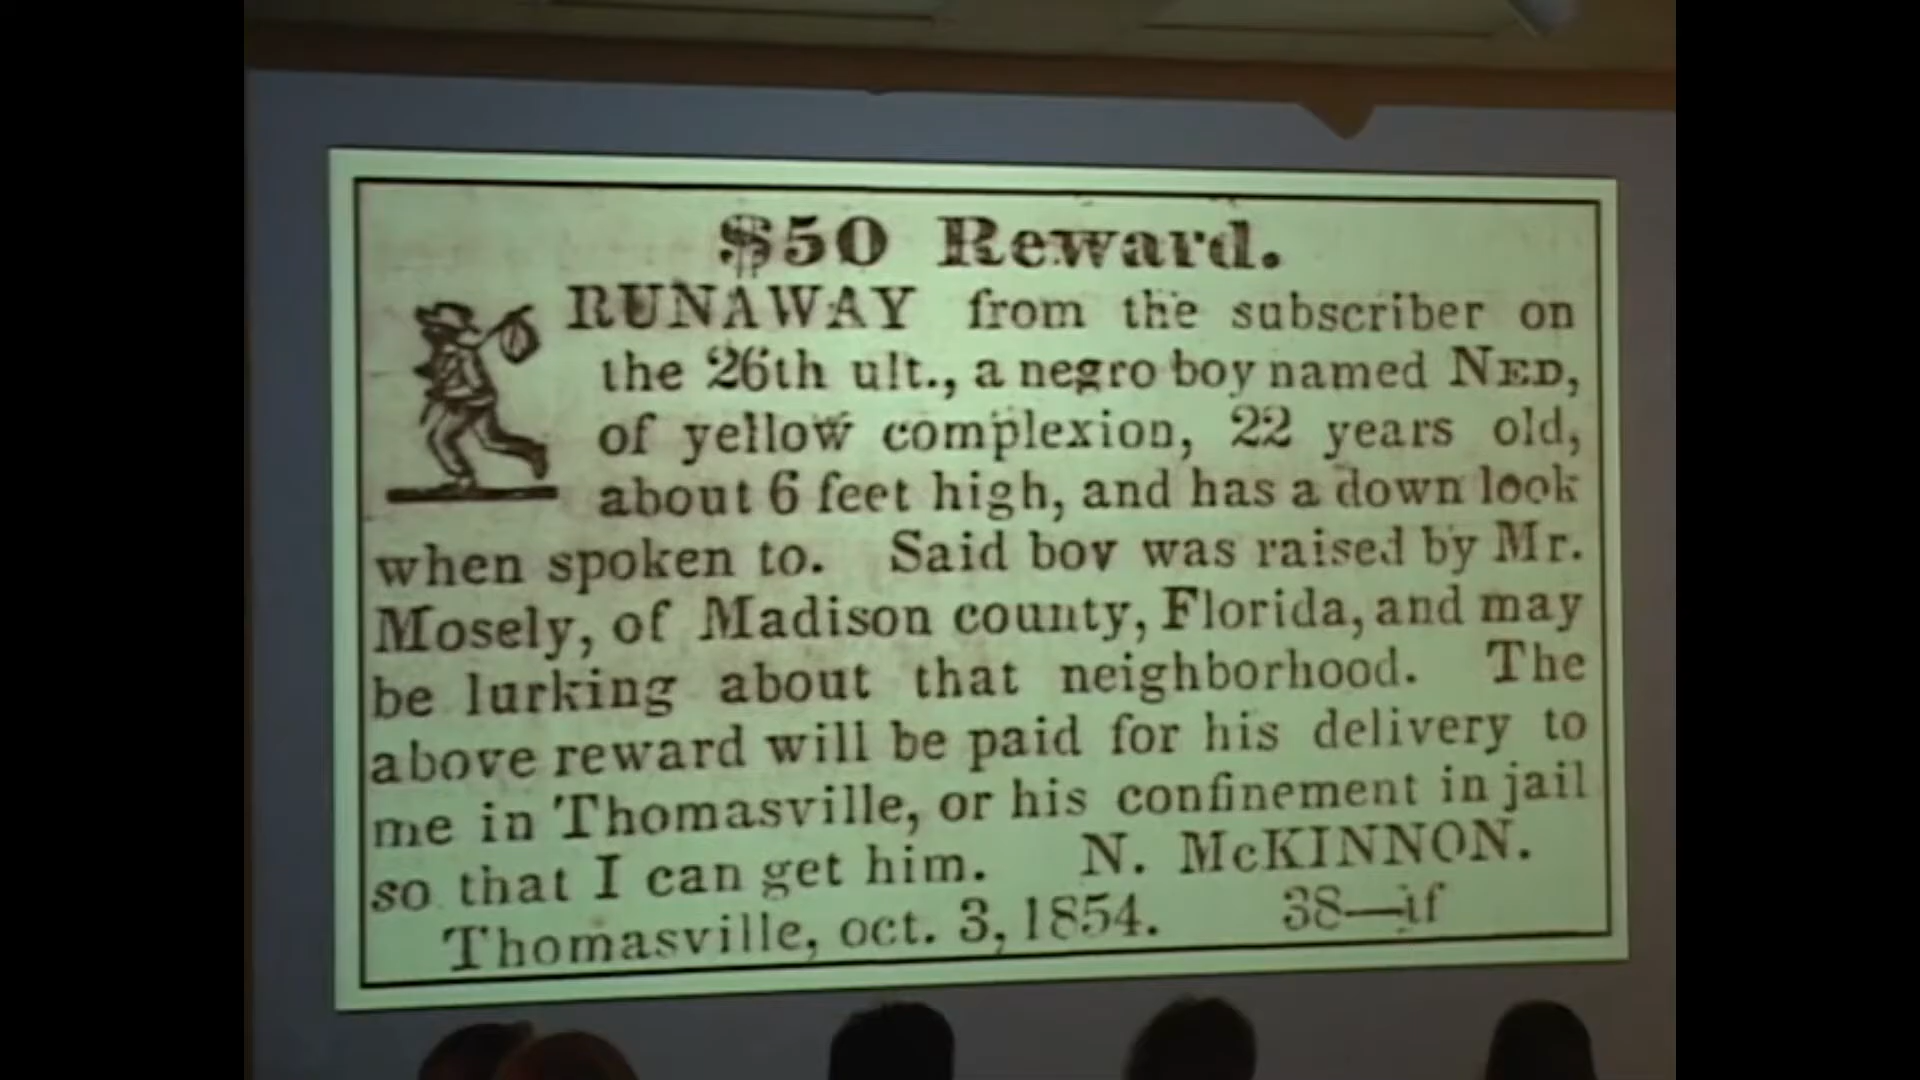 $50 Reward.
RUNAWAY from the subscriber on
the 26th ult., a negro boy named NED,
of yellow complexion, 22 years old,
about 6 feet high, and has a down look
when spoken to. Said boy was raised by Mr.
Mosely, of Madison county, Florida, and may
be lurking about that neighborhood. The
above reward will be paid for his delivery to
me in Thomasville, or his confinement in jail
so that I can get him. N. McKINNON.
Thomasville, oct. 3, 1854. 38—tf